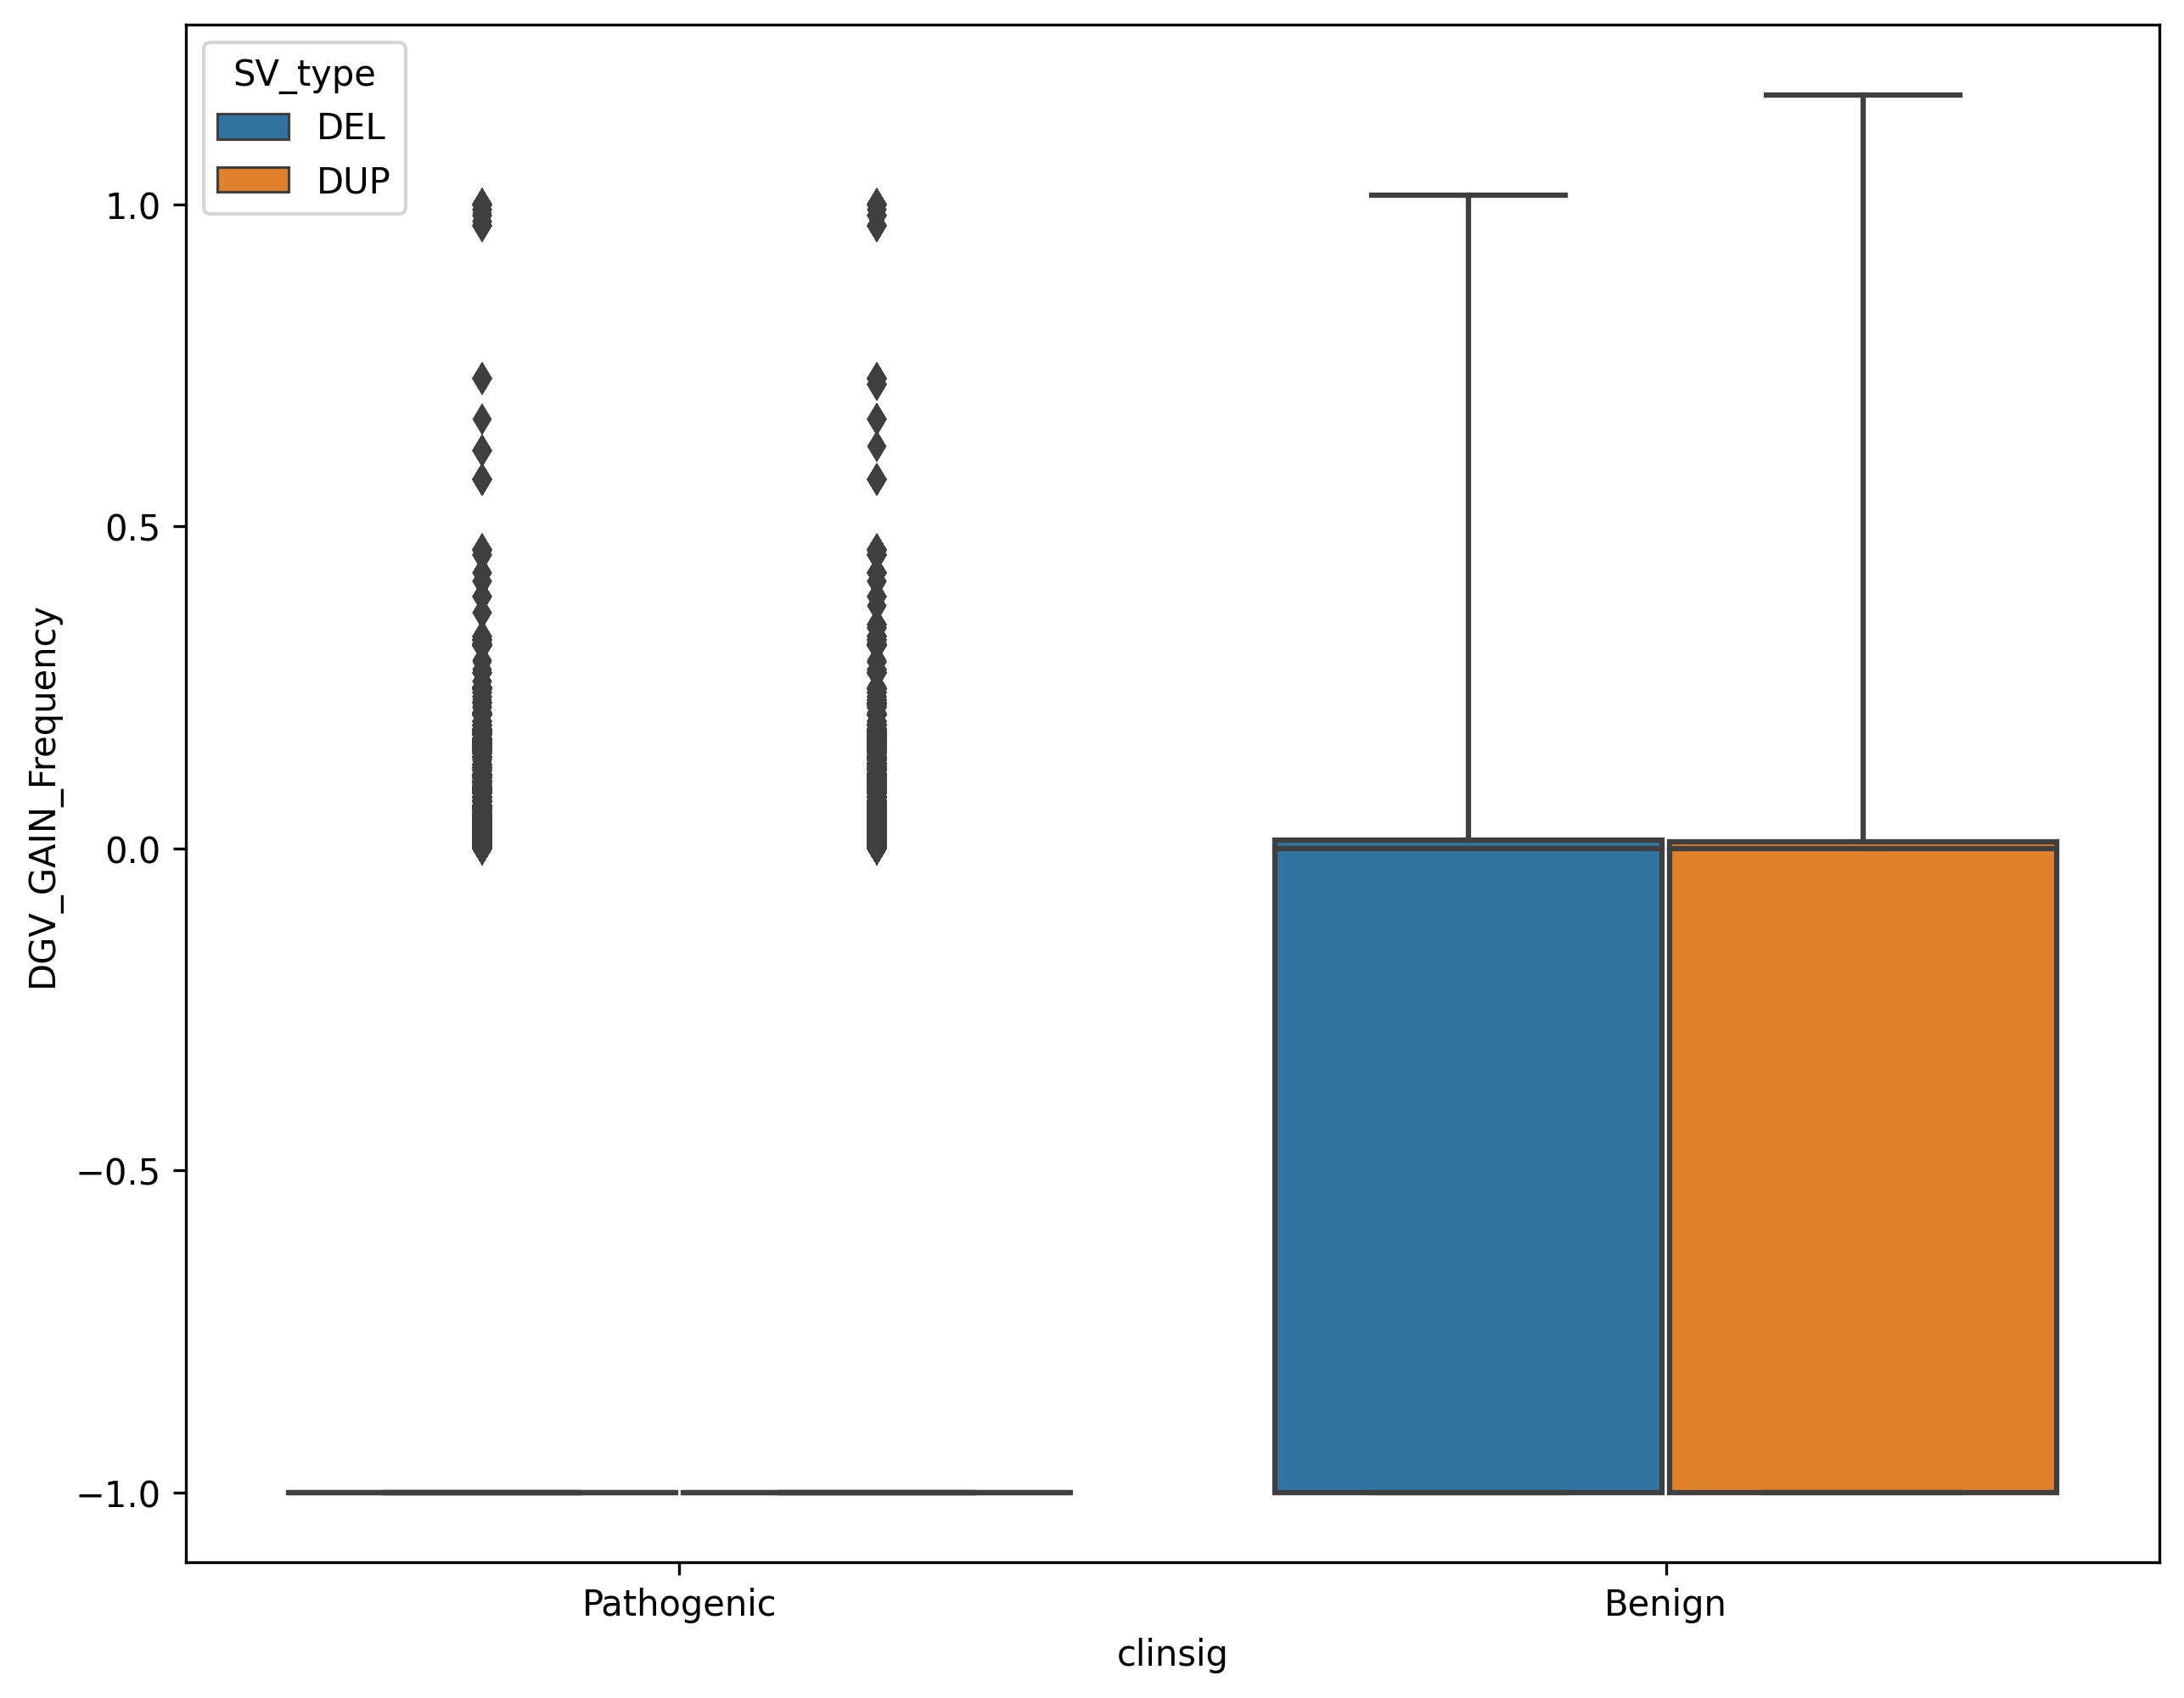 SV_type
DEL
DUP
1.0
0.5
0.0
−0.5
−1.0
DGV_GAIN_Frequency
Pathogenic
Benign
clinsig